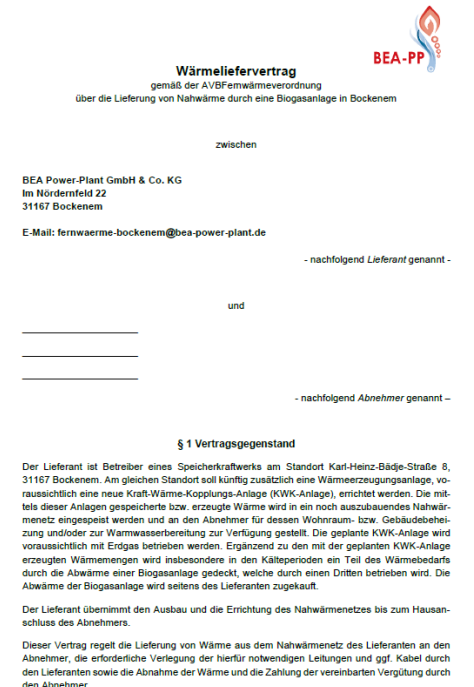 BEA-PP
Wärmeliefervertrag
gemäß der AVBFernwärmeverordnung
über die Lieferung von Nahwärme durch eine Biogasanlage in Bockenem
zwischen
BEA Power-Plant GmbH & Co. KG
Im Nördernfeld 22
31167 Bockenem
E-Mail: fernwaerme-bockenem@bea-power-plant.de
- nachfolgend Lieferant genannt -
und
- nachfolgend Abnehmer genannt –
§ 1 Vertragsgegenstand
Der Lieferant ist Betreiber eines Speicherkraftwerks am Standort Karl-Heinz-Bädje-Straße 8,
31167 Bockenem. Am gleichen Standort soll künftig zusätzlich eine Wärmeerzeugungsanlage, vo-
raussichtlich eine neue Kraft-Wärme-Kopplungs-Anlage (KWK-Anlage), errichtet werden. Die mit-
tels dieser Anlagen gespeicherte bzw. erzeugte Wärme wird in ein noch auszubauendes Nahwär-
menetz eingespeist werden und an den Abnehmer für dessen Wohnraum- bzw. Gebäudebehei-
zung und/oder zur Warmwasserbereitung zur Verfügung gestellt. Die geplante KWK-Anlage wird
voraussichtlich mit Erdgas betrieben werden. Ergänzend zu den mit der geplanten KWK-Anlage
erzeugten Wärmemengen wird insbesondere in den Kälteperioden ein Teil des Wärmebedarfs
durch die Abwärme einer Biogasanlage gedeckt, welche durch einen Dritten betrieben wird. Die
Abwärme der Biogasanlage wird seitens des Lieferanten zugekauft.
Der Lieferant übernimmt den Ausbau und die Errichtung des Nahwärmenetzes bis zum Hausan-
schluss des Abnehmers.
Dieser Vertrag regelt die Lieferung von Wärme aus dem Nahwärmenetz des Lieferanten an den
Abnehmer, die erforderliche Verlegung der hierfür notwendigen Leitungen und ggf. Kabel durch
den Lieferanten sowie die Abnahme der Wärme und die Zahlung der vereinbarten Vergütung durch
den Abnehmer.